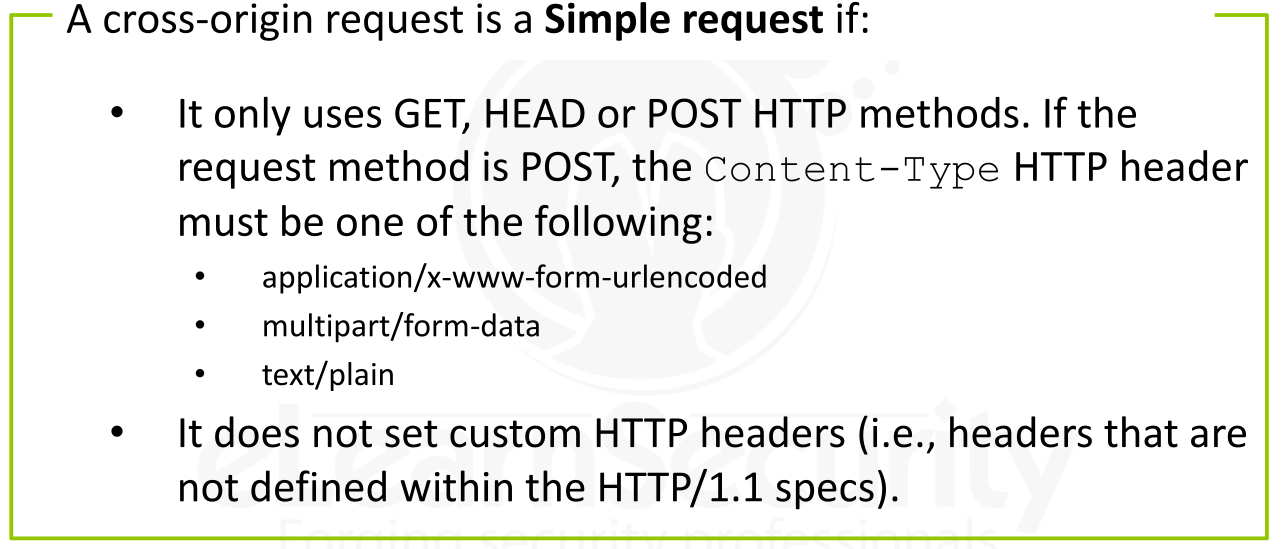 A cross-origin request is a Simple request if:
• It only uses GET, HEAD or POST HTTP methods. If the
request method is POST, the Content-Type HTTP header
must be one of the following:
• application/x-www-form-urlencoded
• multipart/form-data
• text/plain
• It does not set custom HTTP headers (i.e., headers that are
not defined within the HTTP/1.1 specs).
eLearnSecurity
Forging security professionals